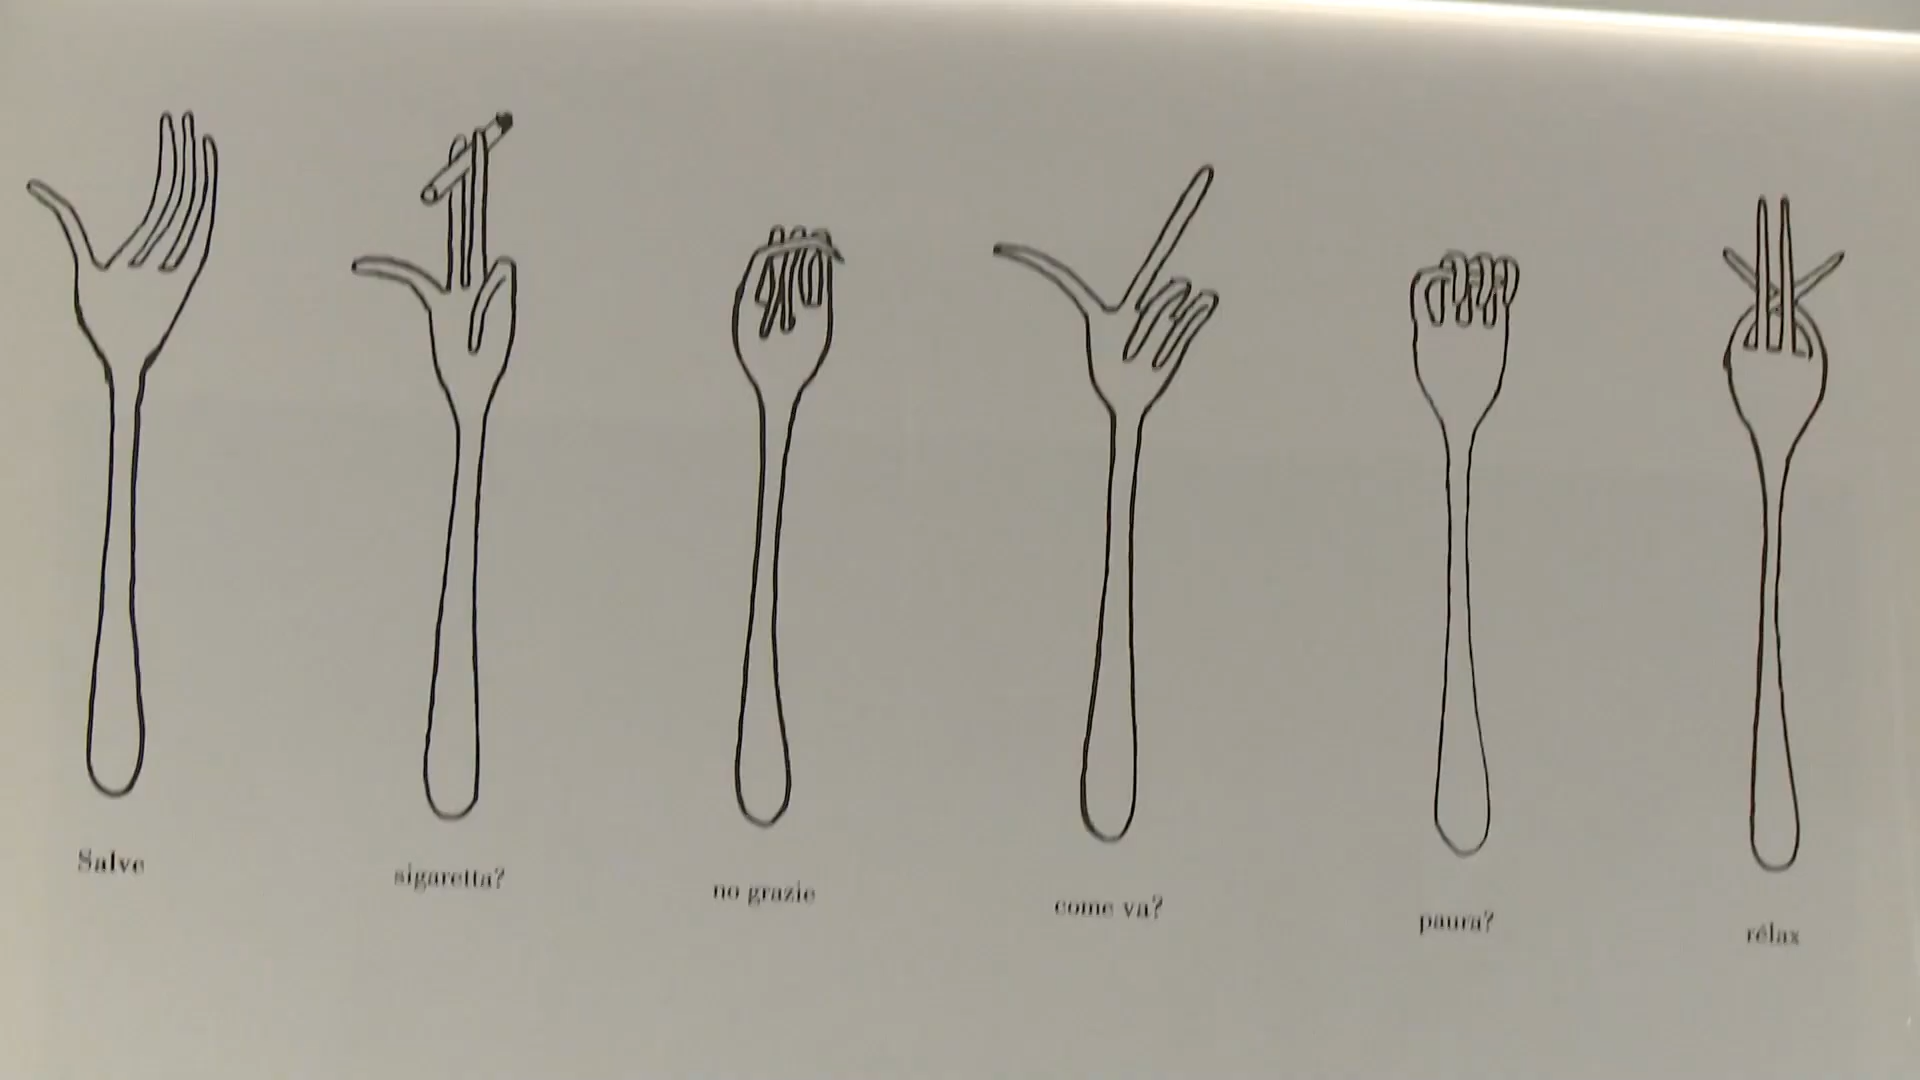 Salve
sigaretta?
no grazie
come va?
paura?
rélax